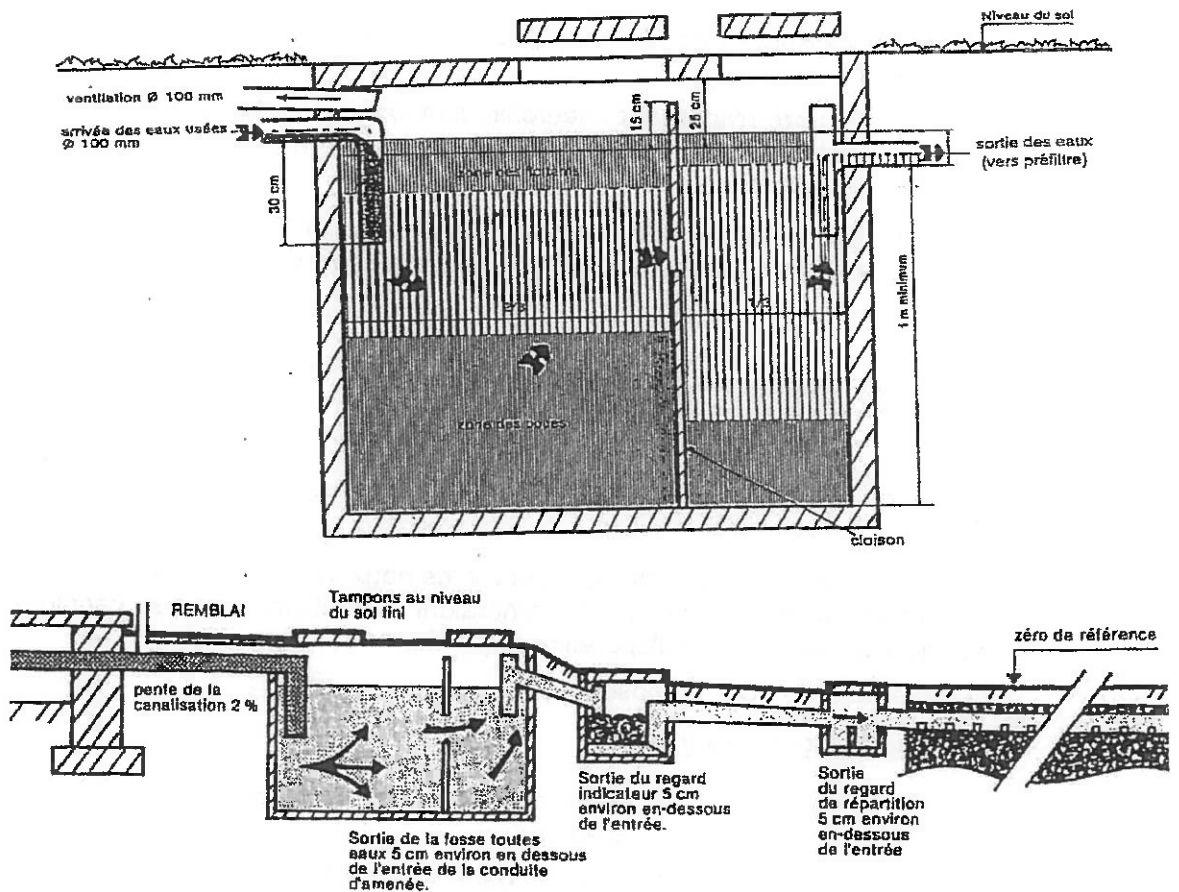 Niveau du sol
ventilation Ø 100 mm
arrivée des eaux usées
Ø 100 mm
15 cm
25 cm
sortie des eaux
(vers préfiltre)
30 cm
zone des flottants
2/3
1/3
1 m minimum
zone des boues
cloison
REMBLAI
Tampons au niveau
du sol fini
zéro de référence
pente de la
canalisation 2 %
Sortie du regard
indicateur 5 cm
environ en-dessous
de l'entrée.
Sortie
du regard
de répartition
5 cm environ
en-dessous
de l'entrée
Sortie de la fosse toutes
eaux 5 cm environ en dessous
de l'entrée de la conduite
d'amenée.